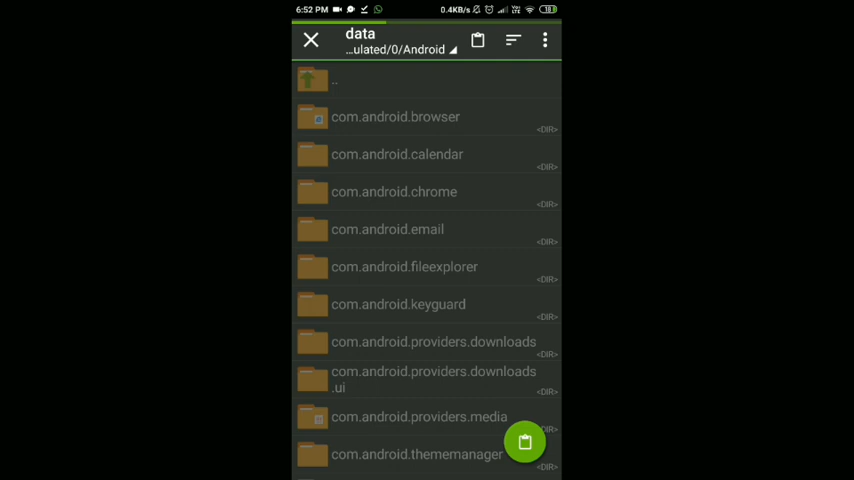 6:52 PM
0.4KB/s
18
data
...ulated/0/Android
..
com.android.browser
<DIR>
com.android.calendar
<DIR>
com.android.chrome
<DIR>
com.android.email
<DIR>
com.android.fileexplorer
<DIR>
com.android.keyguard
<DIR>
com.android.providers.downloads
<DIR>
com.android.providers.downloads
.ui
<DIR>
com.android.providers.media
<DIR>
com.android.thememanager
<DIR>